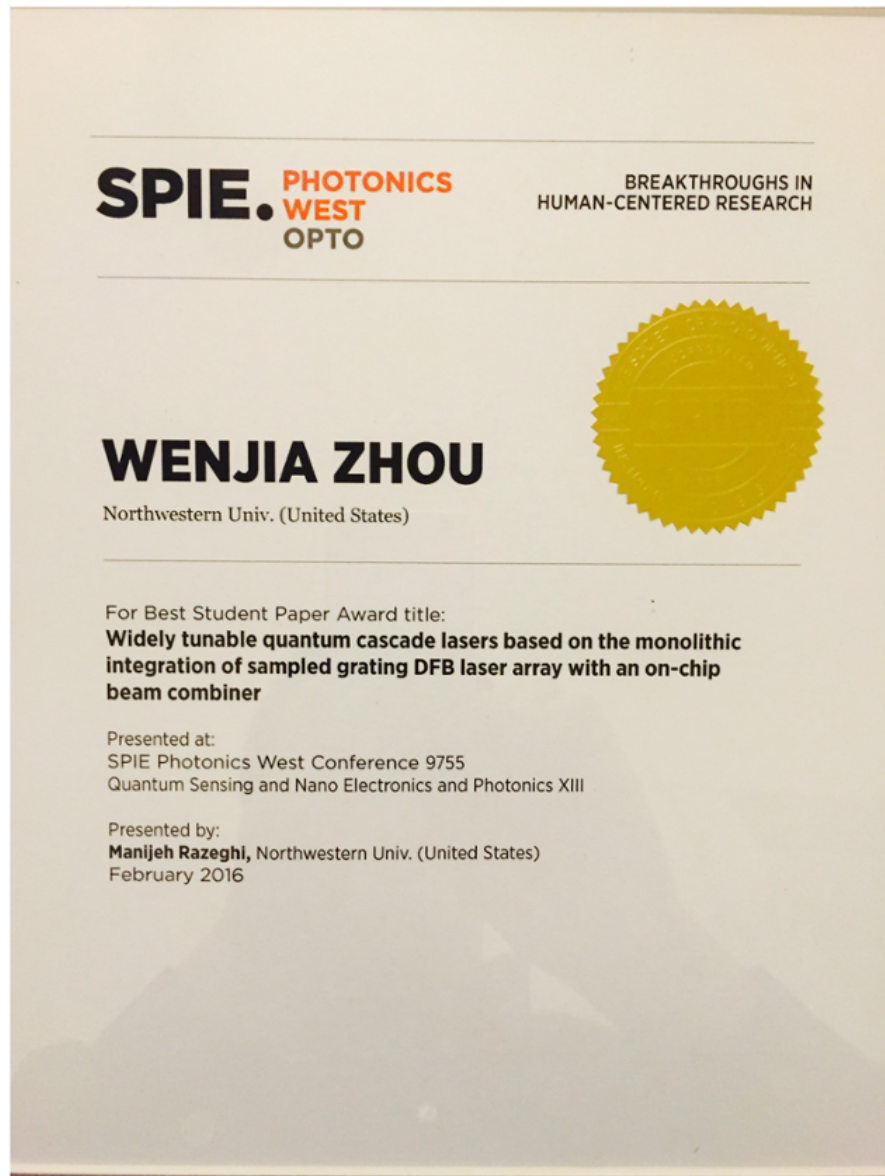 SPIE. PHOTONICS
WEST
OPTO
BREAKTHROUGHS IN
HUMAN-CENTERED RESEARCH
WENJIA ZHOU
Northwestern Univ. (United States)
For Best Student Paper Award title:
Widely tunable quantum cascade lasers based on the monolithic
integration of sampled grating DFB laser array with an on-chip
beam combiner
Presented at:
SPIE Photonics West Conference 9755
Quantum Sensing and Nano Electronics and Photonics XIII
Presented by:
Manijeh Razeghi, Northwestern Univ. (United States)
February 2016